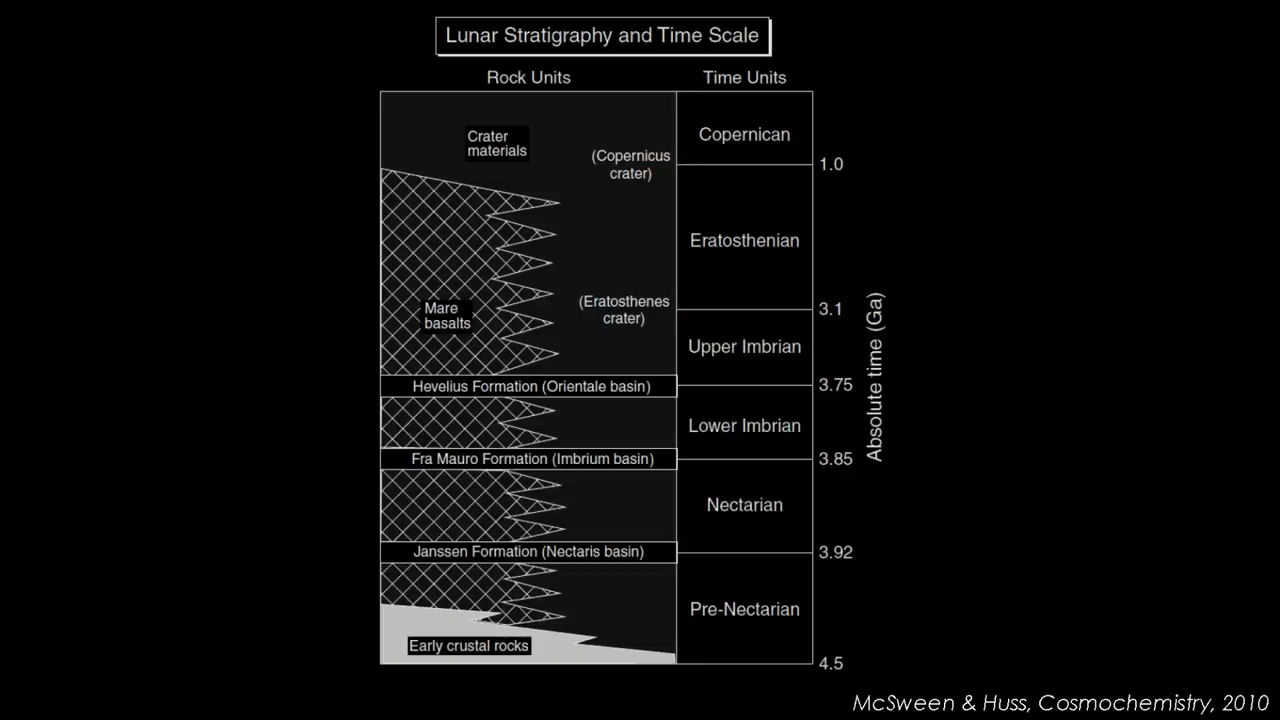 Lunar Stratigraphy and Time Scale
Rock Units
Time Units
Crater
materials
(Copernicus
crater)
Copernican
1.0
Eratosthenian
Mare
basalts
(Eratosthenes
crater)
3.1
Upper Imbrian
Hevelius Formation (Orientale basin)
3.75
Lower Imbrian
Fra Mauro Formation (Imbrium basin)
3.85
Nectarian
Janssen Formation (Nectaris basin)
3.92
Pre-Nectarian
Early crustal rocks
4.5
Absolute time (Ga)
McSween & Huss, Cosmochemistry, 2010